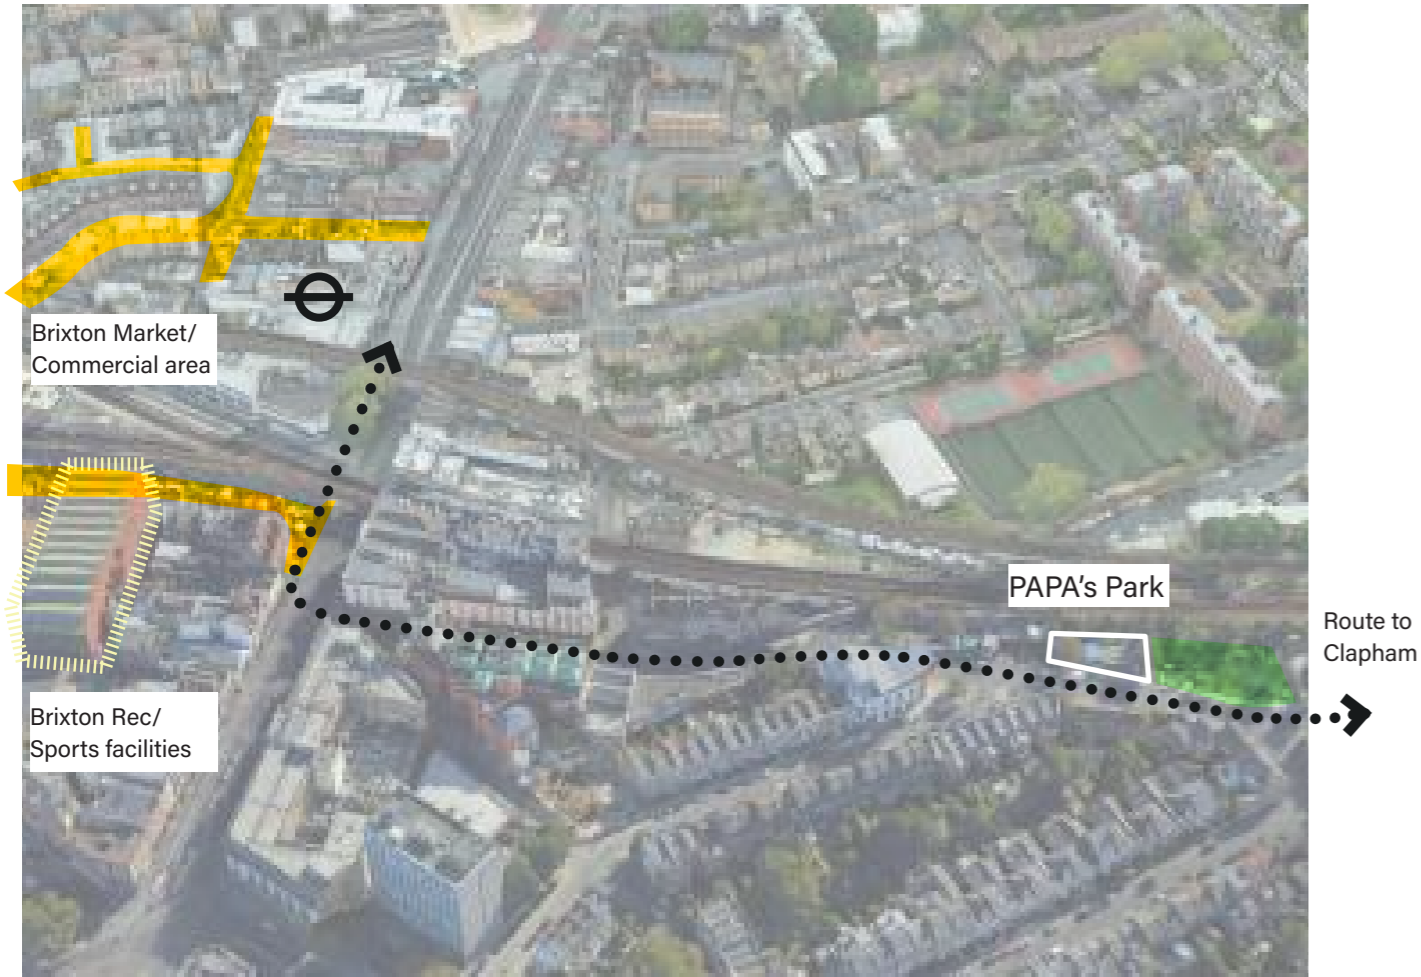 Brixton Market/
Commercial area
PAPA's Park
Route to
Clapham
Brixton Rec/
Sports facilities